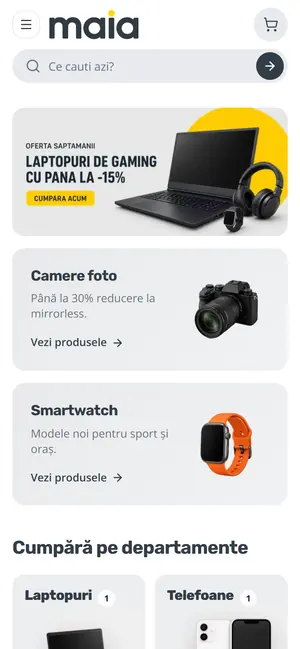 maia
Ce cauti azi?
OFERTA SAPTAMANII
LAPTOPURI DE GAMING
CU PANA LA -15%
CUMPĂRA ACUM
Camere foto
Până la 30% reducere la
mirrorless.
Vezi produsele →
Smartwatch
Modele noi pentru sport și
oraș.
Vezi produsele →
Cumpără pe departamente
Laptopuri 1
Telefoane 1